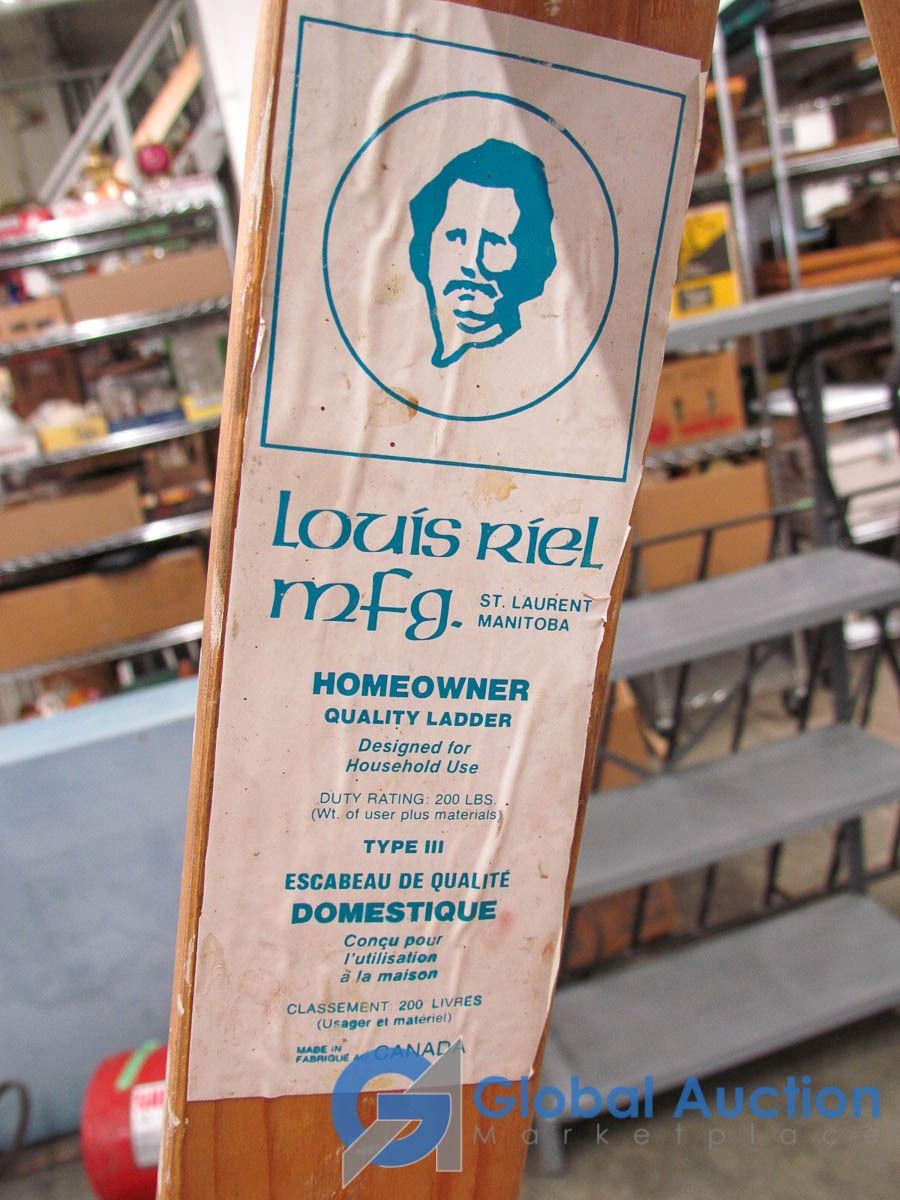 Louis Riel
mfg.
ST. LAURENT
MANITOBA
HOMEOWNER
QUALITY LADDER
Designed for
Household Use
DUTY RATING: 200 LBS.
(Wt. of user plus materials)
TYPE III
ESCABEAU DE QUALITÉ
DOMESTIQUE
Conçu pour
l'utilisation
à la maison
CLASSEMENT: 200 LIVRES
(Usager et matériel)
MADE IN
FABRIQUÉ AU CANADA
Global Auction
Marketplace